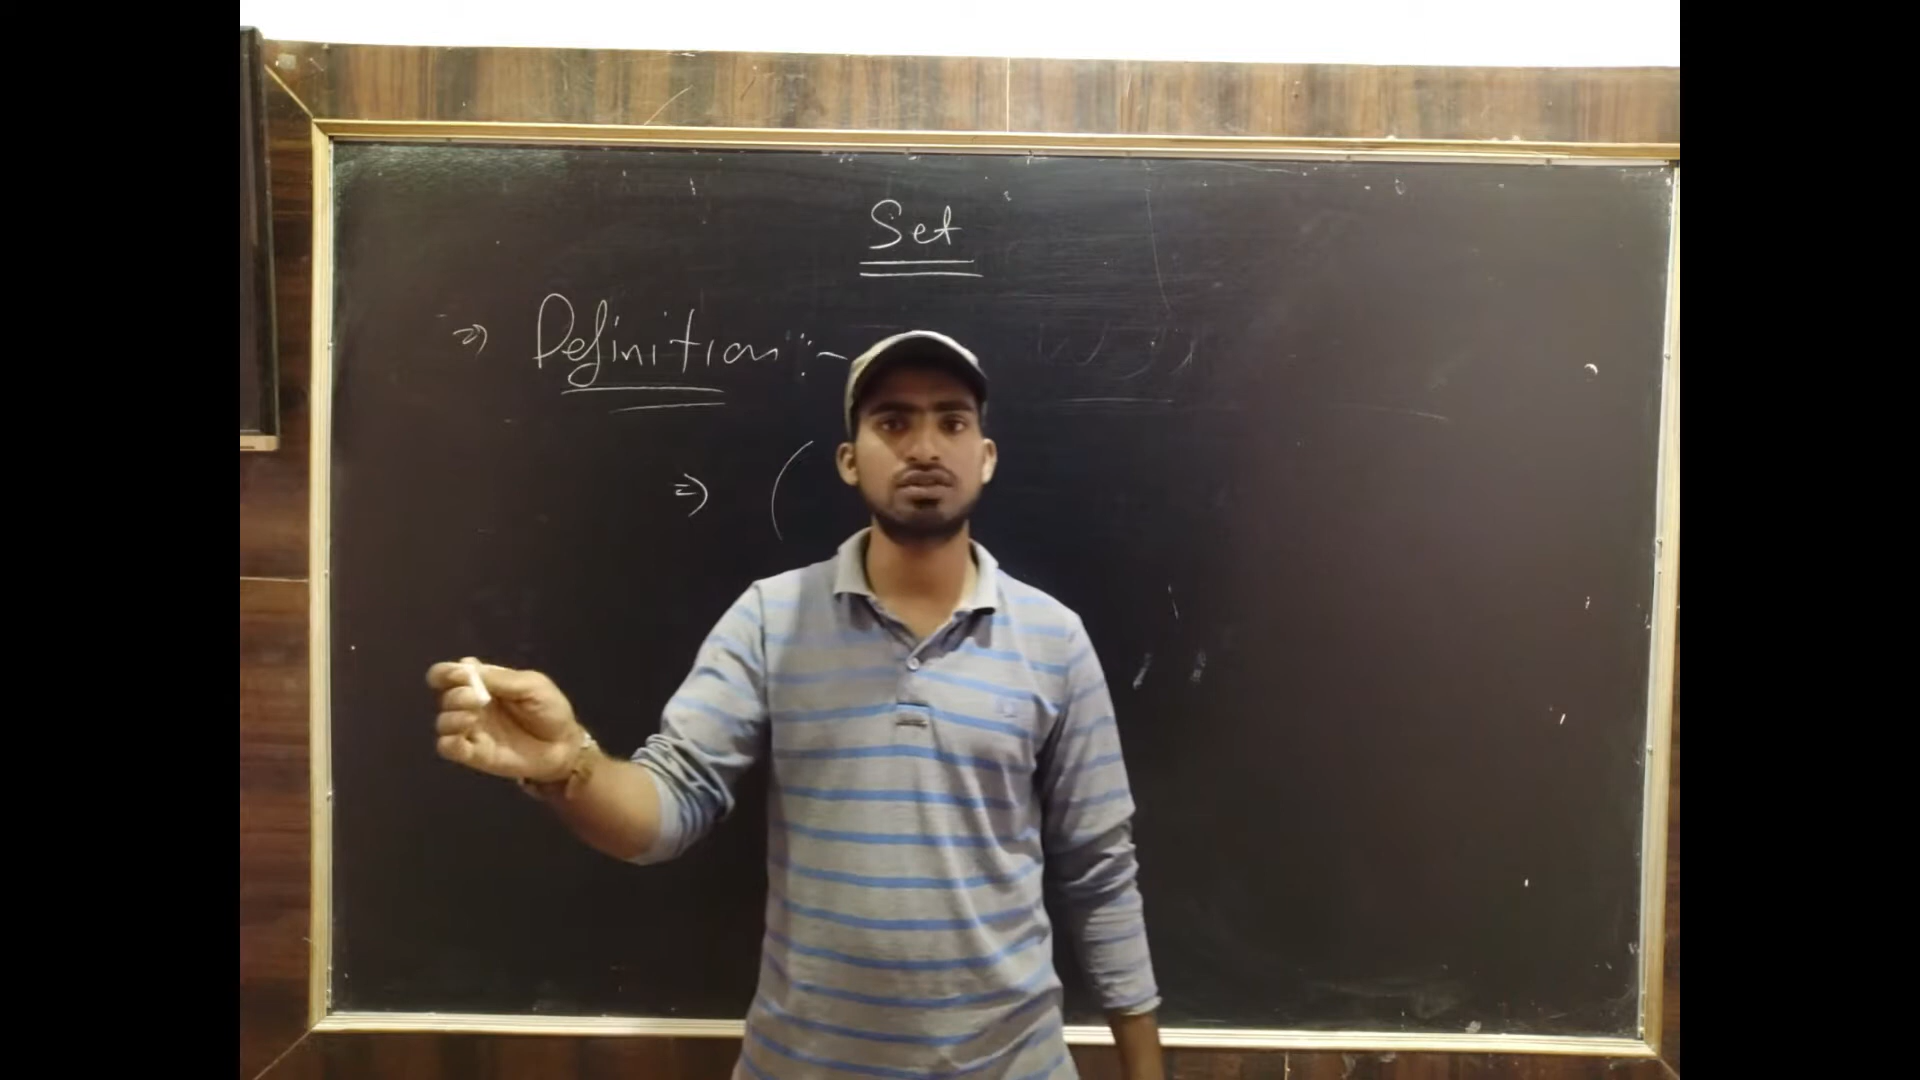 Set
⇒ Definition :-
⇒ (